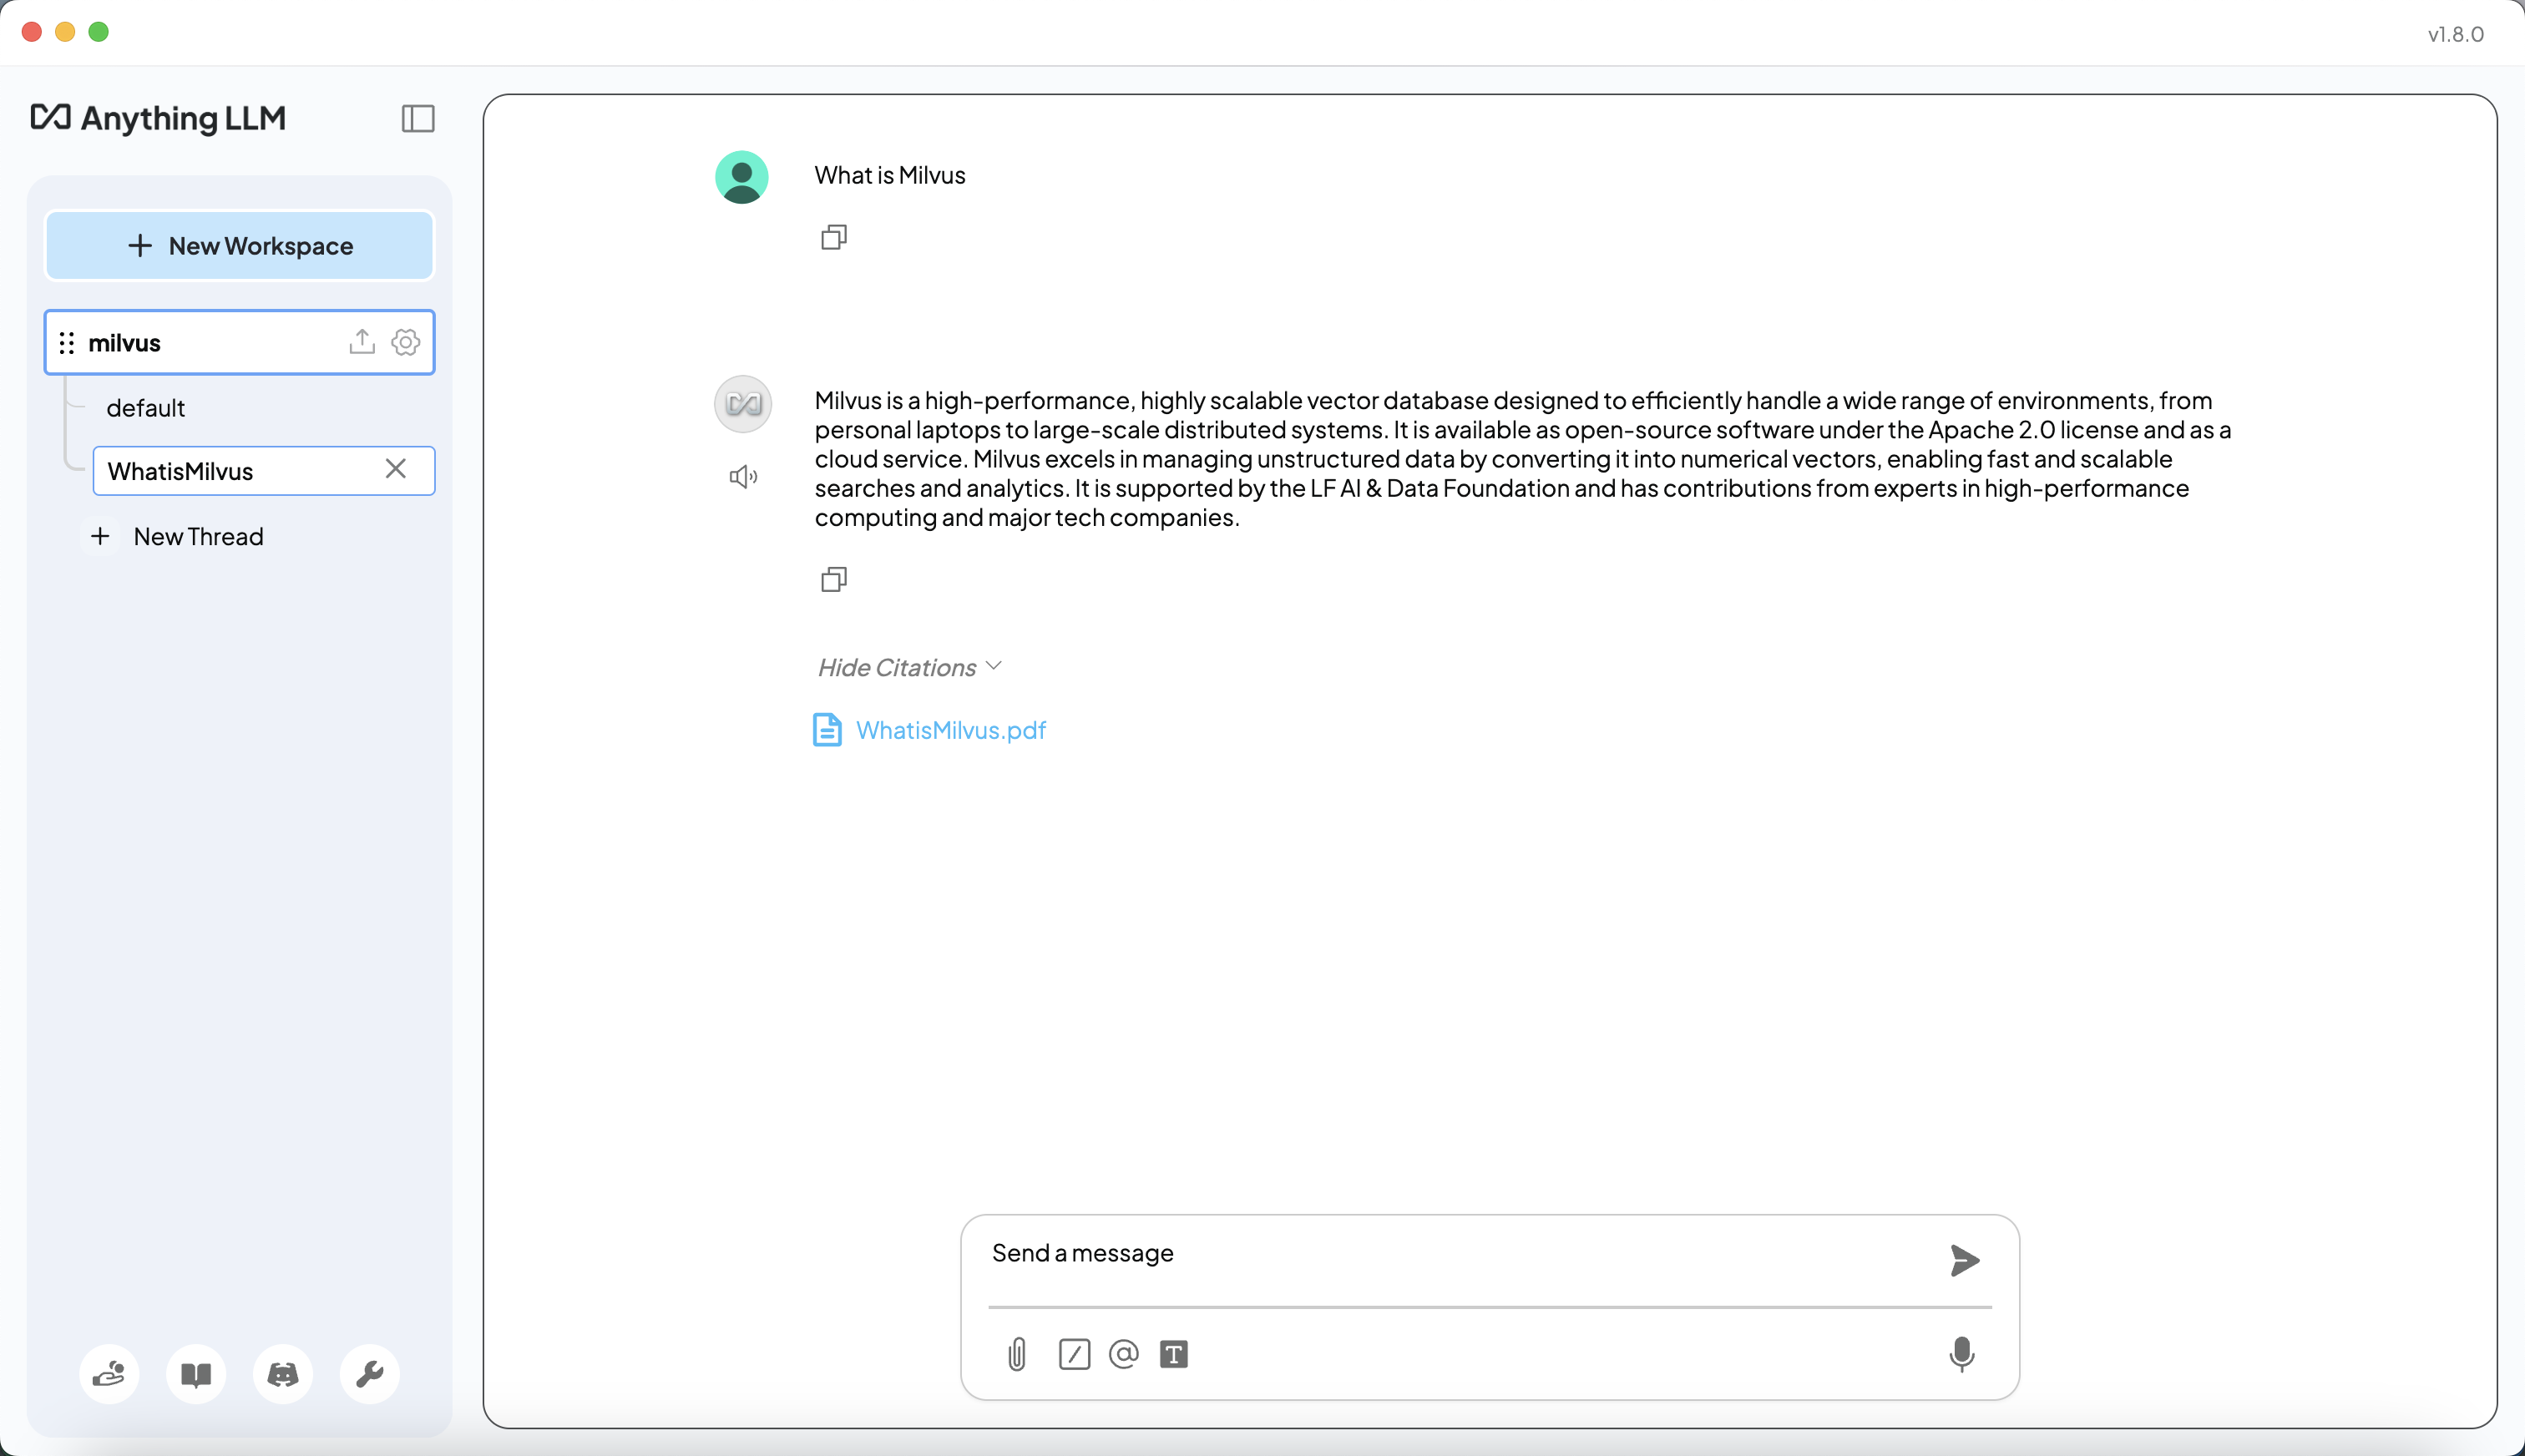 v1.8.0
Anything LLM
New Workspace
milvus
default
WhatisMilvus
New Thread
What is Milvus
Milvus is a high-performance, highly scalable vector database designed to efficiently handle a wide range of environments, from
personal laptops to large-scale distributed systems. It is available as open-source software under the Apache 2.0 license and as a
cloud service. Milvus excels in managing unstructured data by converting it into numerical vectors, enabling fast and scalable
searches and analytics. It is supported by the LF AI & Data Foundation and has contributions from experts in high-performance
computing and major tech companies.
Hide Citations
WhatisMilvus.pdf
Send a message